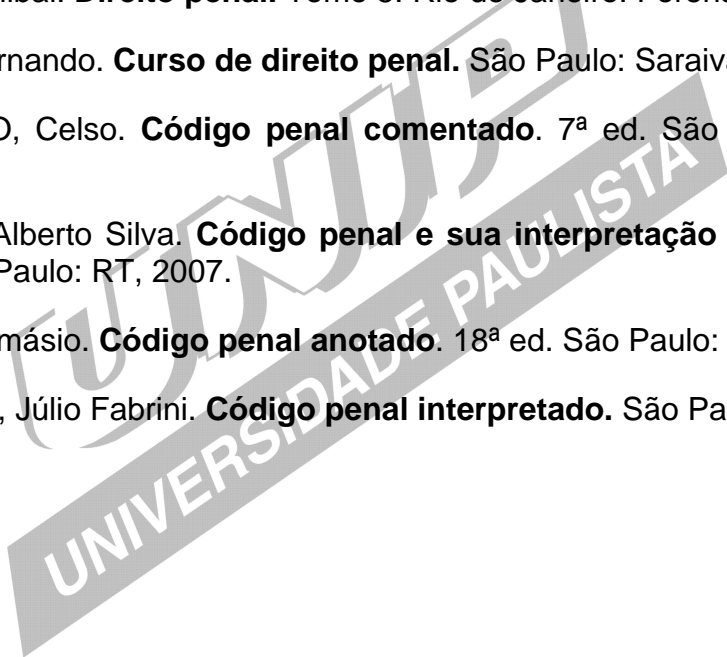 Direito penal. Tomo 3. Rio de Janeiro: Forens
rnando. Curso de direito penal. São Paulo: Saraiva
O, Celso. Código penal comentado. 7ª ed. São
Alberto Silva. Código penal e sua interpretação
Paulo: RT, 2007.
másio. Código penal anotado. 18ª ed. São Paulo:
, Júlio Fabrini. Código penal interpretado. São Pa
UNIP
UNIVERSIDADE PAULISTA